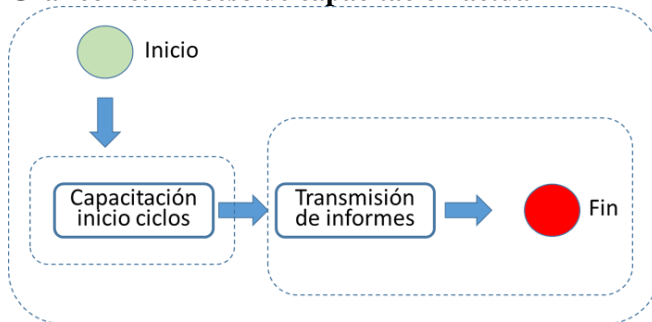 Inicio
Capacitación
inicio ciclos
Transmisión
de informes
Fin